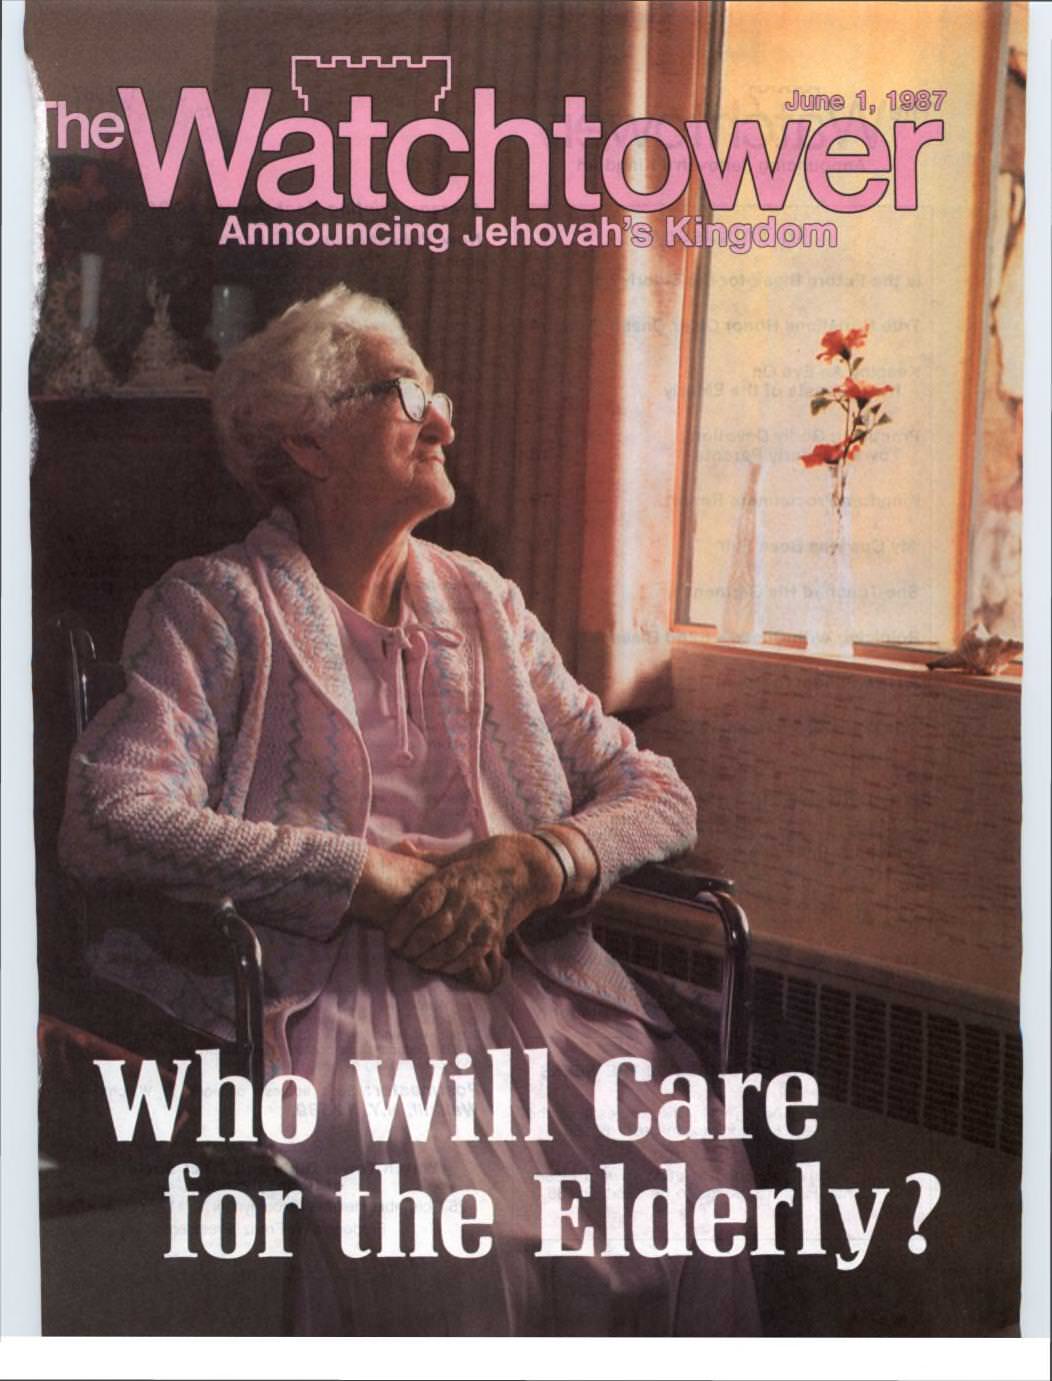 The Watchtower
June 1, 1987
Announcing Jehovah's Kingdom
Who Will Care
for the Elderly?